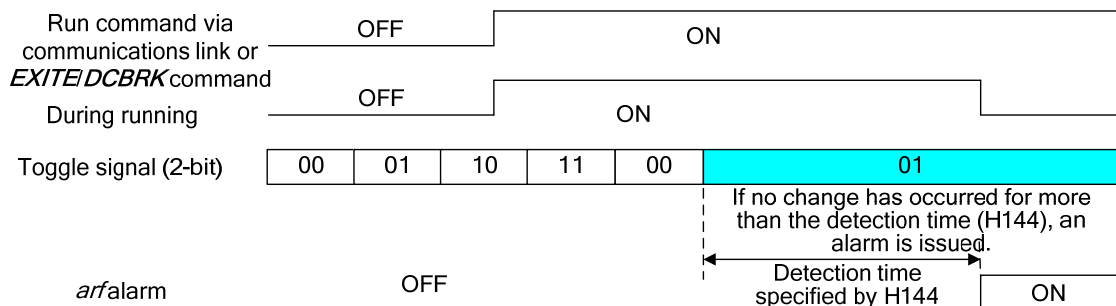 Run command via
communications link or
EXITE/DCBRK command
OFF
ON
During running
OFF
ON
Toggle signal (2-bit)
00 01 10 11 00 01
If no change has occurred for more
than the detection time (H144), an
alarm is issued.
Detection time
specified by H144
arf alarm
OFF
ON